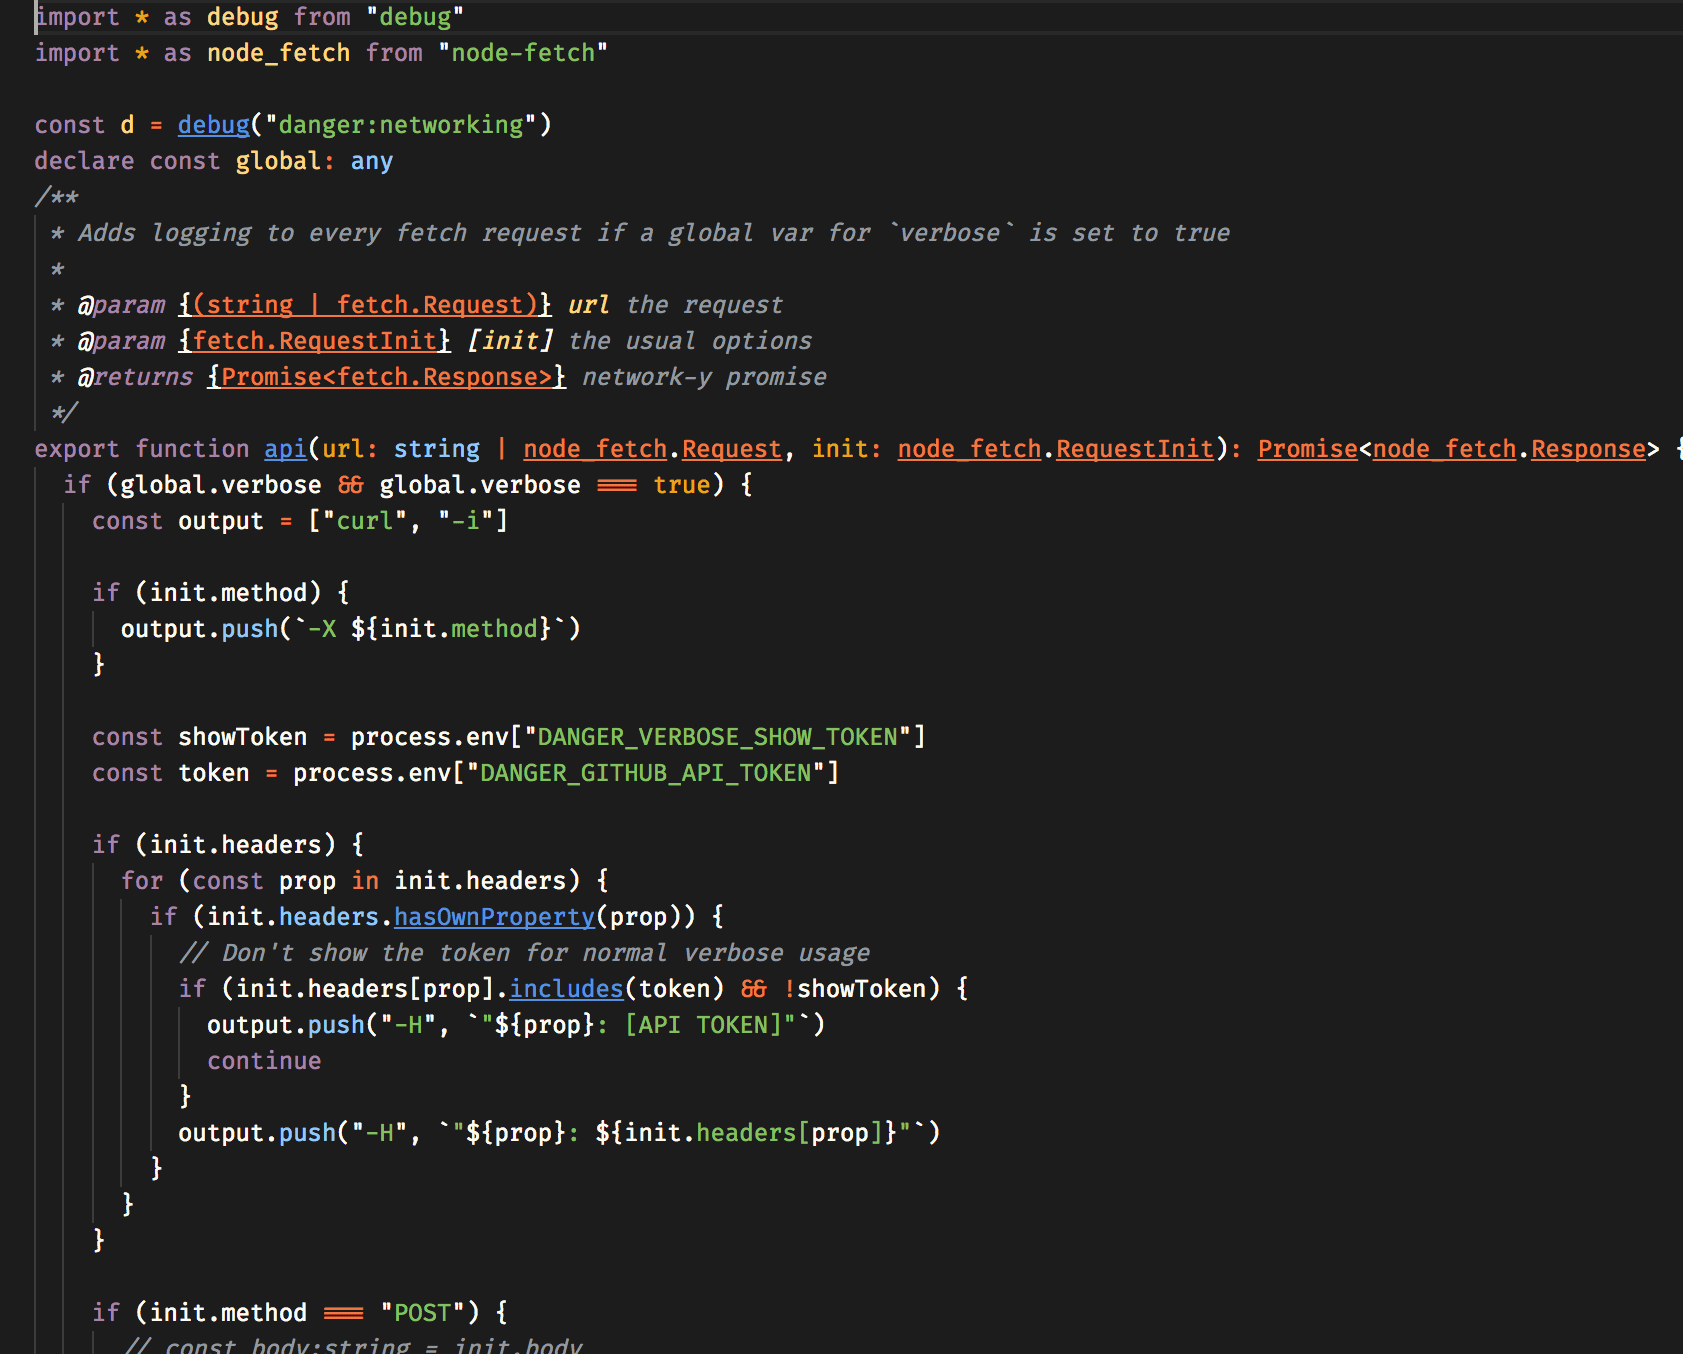 import * as debug from "debug"
import * as node_fetch from "node-fetch"

const d = debug("danger:networking")
declare const global: any
/**
 * Adds logging to every fetch request if a global var for `verbose` is set to true
 *
 * @param {(string | fetch.Request)} url the request
 * @param {fetch.RequestInit} [init] the usual options
 * @returns {Promise<fetch.Response>} network-y promise
 */
export function api(url: string | node_fetch.Request, init: node_fetch.RequestInit): Promise<node_fetch.Response> {
  if (global.verbose && global.verbose === true) {
    const output = ["curl", "-i"]

    if (init.method) {
      output.push(`-X ${init.method}`)
    }

    const showToken = process.env["DANGER_VERBOSE_SHOW_TOKEN"]
    const token = process.env["DANGER_GITHUB_API_TOKEN"]

    if (init.headers) {
      for (const prop in init.headers) {
        if (init.headers.hasOwnProperty(prop)) {
          // Don't show the token for normal verbose usage
          if (init.headers[prop].includes(token) && !showToken) {
            output.push("-H", `"${prop}: [API TOKEN]"`)
            continue
          }
          output.push("-H", `"${prop}: ${init.headers[prop]}"`)
        }
      }
    }

    if (init.method === "POST") {
      // const body:string = init.body